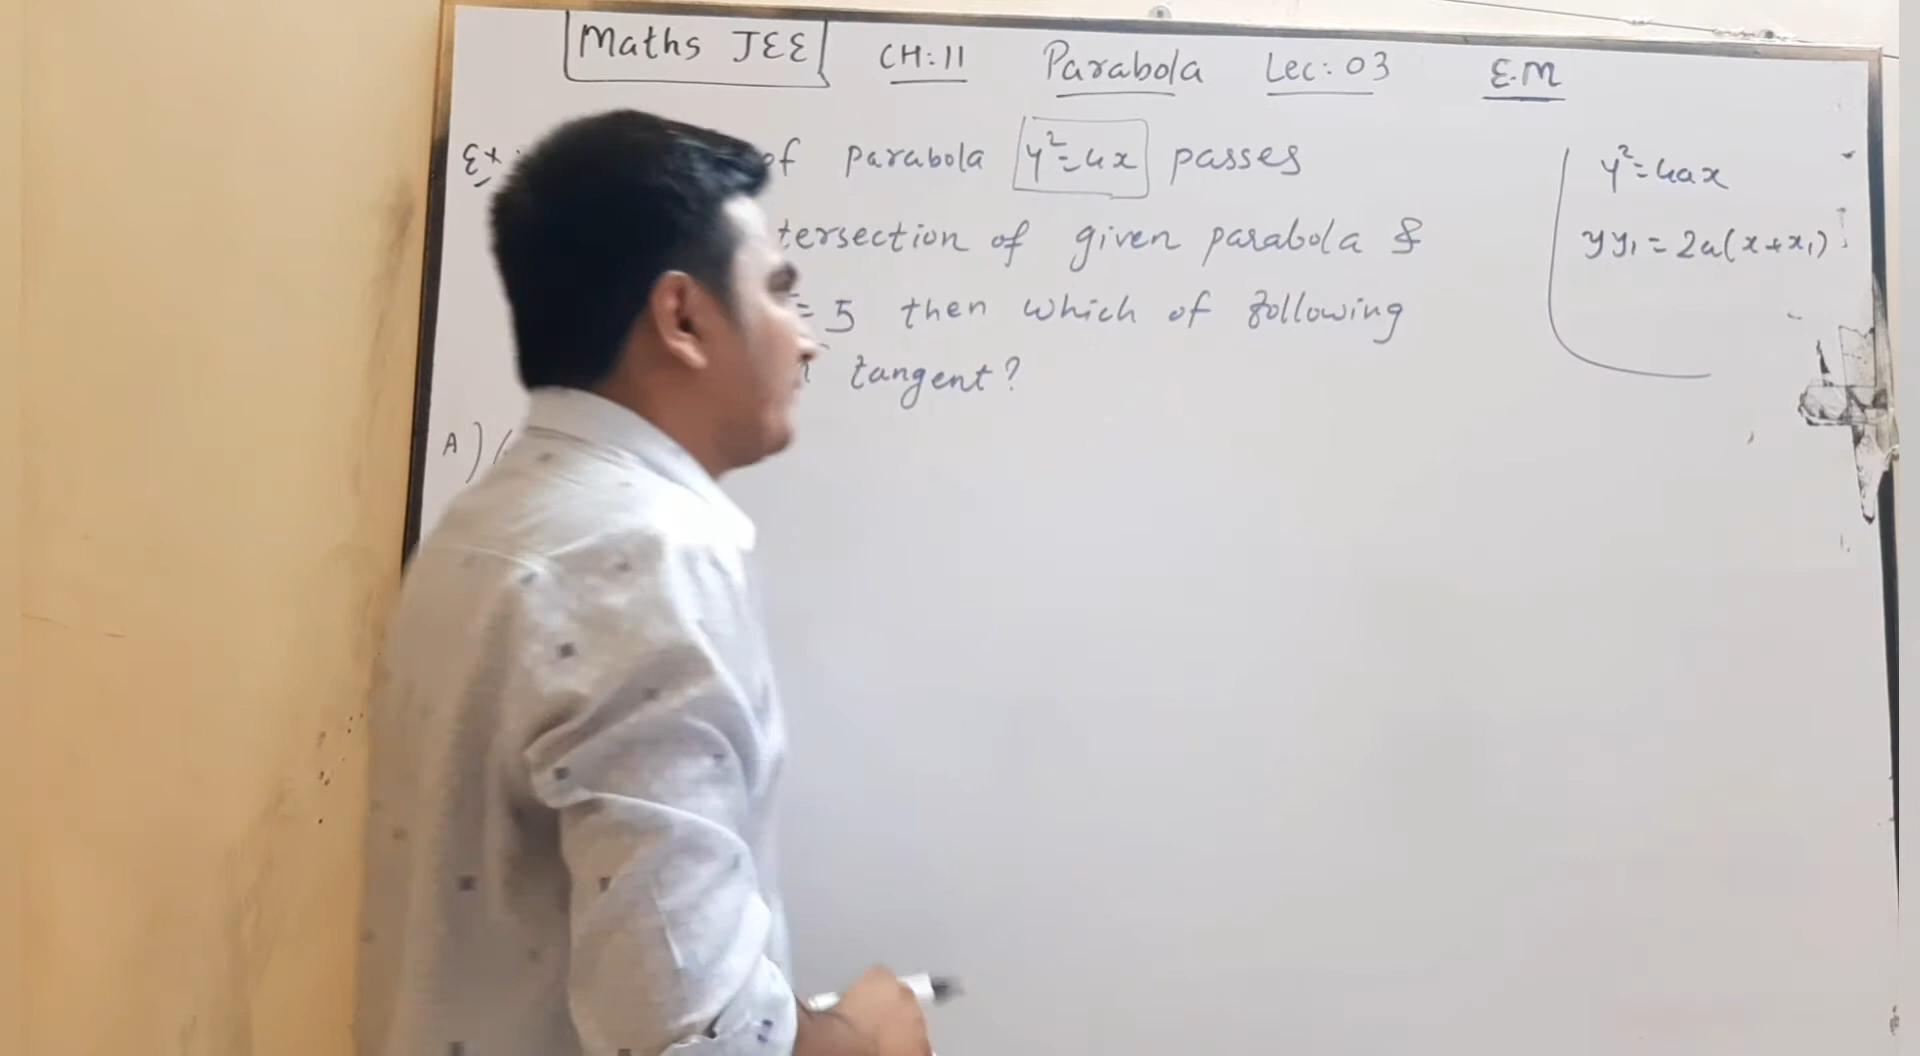 Maths JEE CH:11 Parabola Lec:03 E.M
Ex of parabola y²=4x passes
tersection of given parabola &
= 5 then which of following
tangent?
A)
y²=4ax
yy₁=2a(x+x₁)